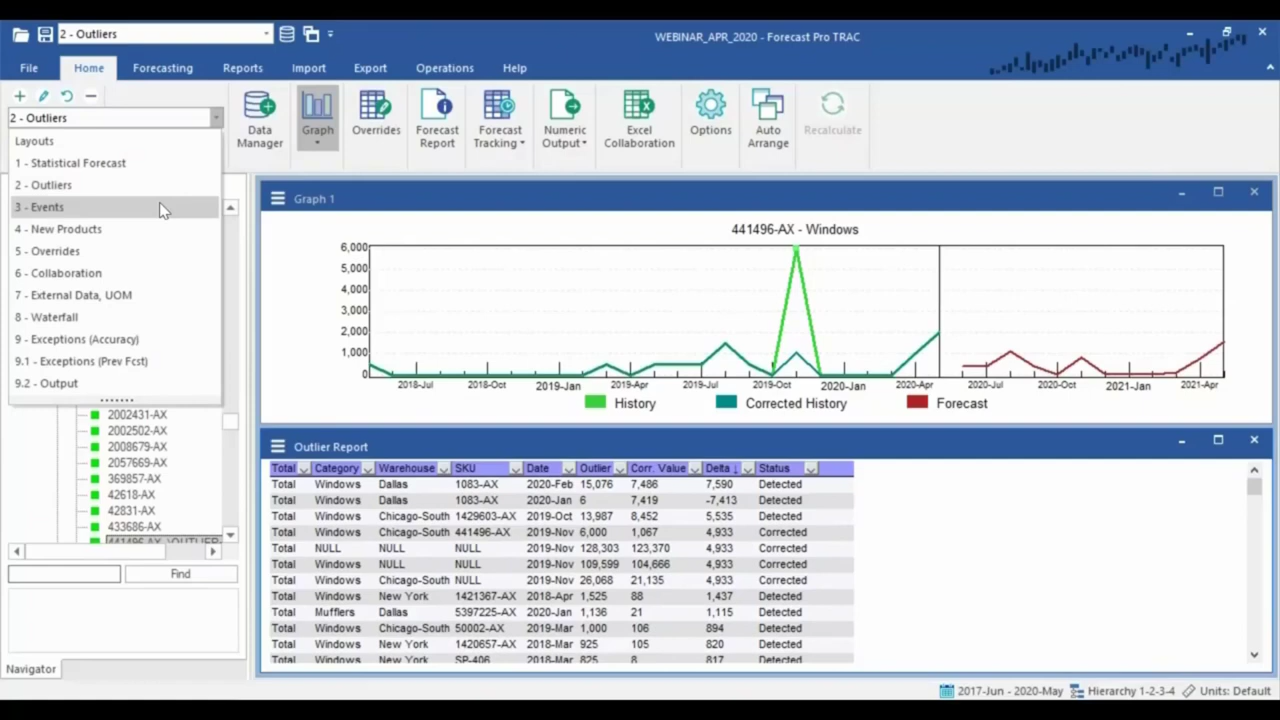 2 - Outliers
WEBINAR_APR_2020 - Forecast Pro TRAC
File Home Forecasting Reports Import Export Operations Help
2 - Outliers
Layouts
1 - Statistical Forecast
2 - Outliers
3 - Events
4 - New Products
5 - Overrides
6 - Collaboration
7 - External Data, UOM
8 - Waterfall
9 - Exceptions (Accuracy)
9.1 - Exceptions (Prev Fcst)
9.2 - Output
Data Manager
Graph
Overrides
Forecast Report
Forecast Tracking
Numeric Output
Excel Collaboration
Options
Auto Arrange
Recalculate
2002431-AX
2002502-AX
2008679-AX
2057669-AX
369857-AX
42618-AX
42831-AX
433686-AX
441496-AX \OUTLIER
Find
Navigator
Graph 1
441496-AX - Windows
6,000
5,000
4,000
3,000
2,000
1,000
0
2018-Jul 2018-Oct 2019-Jan 2019-Apr 2019-Jul 2019-Oct 2020-Jan 2020-Apr 2020-Jul 2020-Oct 2021-Jan 2021-Apr
History Corrected History Forecast
Outlier Report
Total Category Warehouse SKU Date Outlier Corr. Value Delta ↓ Status
Total Windows Dallas 1083-AX 2020-Feb 15,076 7,486 7,590 Detected
Total Windows Dallas 1083-AX 2020-Jan 6 7,419 -7,413 Detected
Total Windows Chicago-South 1429603-AX 2019-Oct 13,987 8,452 5,535 Detected
Total Windows Chicago-South 441496-AX 2019-Nov 6,000 1,067 4,933 Corrected
Total NULL NULL NULL 2019-Nov 128,303 123,370 4,933 Corrected
Total Windows NULL NULL 2019-Nov 109,599 104,666 4,933 Corrected
Total Windows Chicago-South NULL 2019-Nov 26,068 21,135 4,933 Corrected
Total Windows New York 1421367-AX 2018-Apr 1,525 88 1,437 Detected
Total Mufflers Dallas 5397225-AX 2020-Jan 1,136 21 1,115 Detected
Total Windows Chicago-South 50002-AX 2019-Mar 1,000 106 894 Detected
Total Windows New York 1420657-AX 2018-Mar 925 105 820 Detected
Total Windows New York SP-406 2018-Mar 825 8 817 Detected
2017-Jun - 2020-May Hierarchy 1-2-3-4 Units: Default